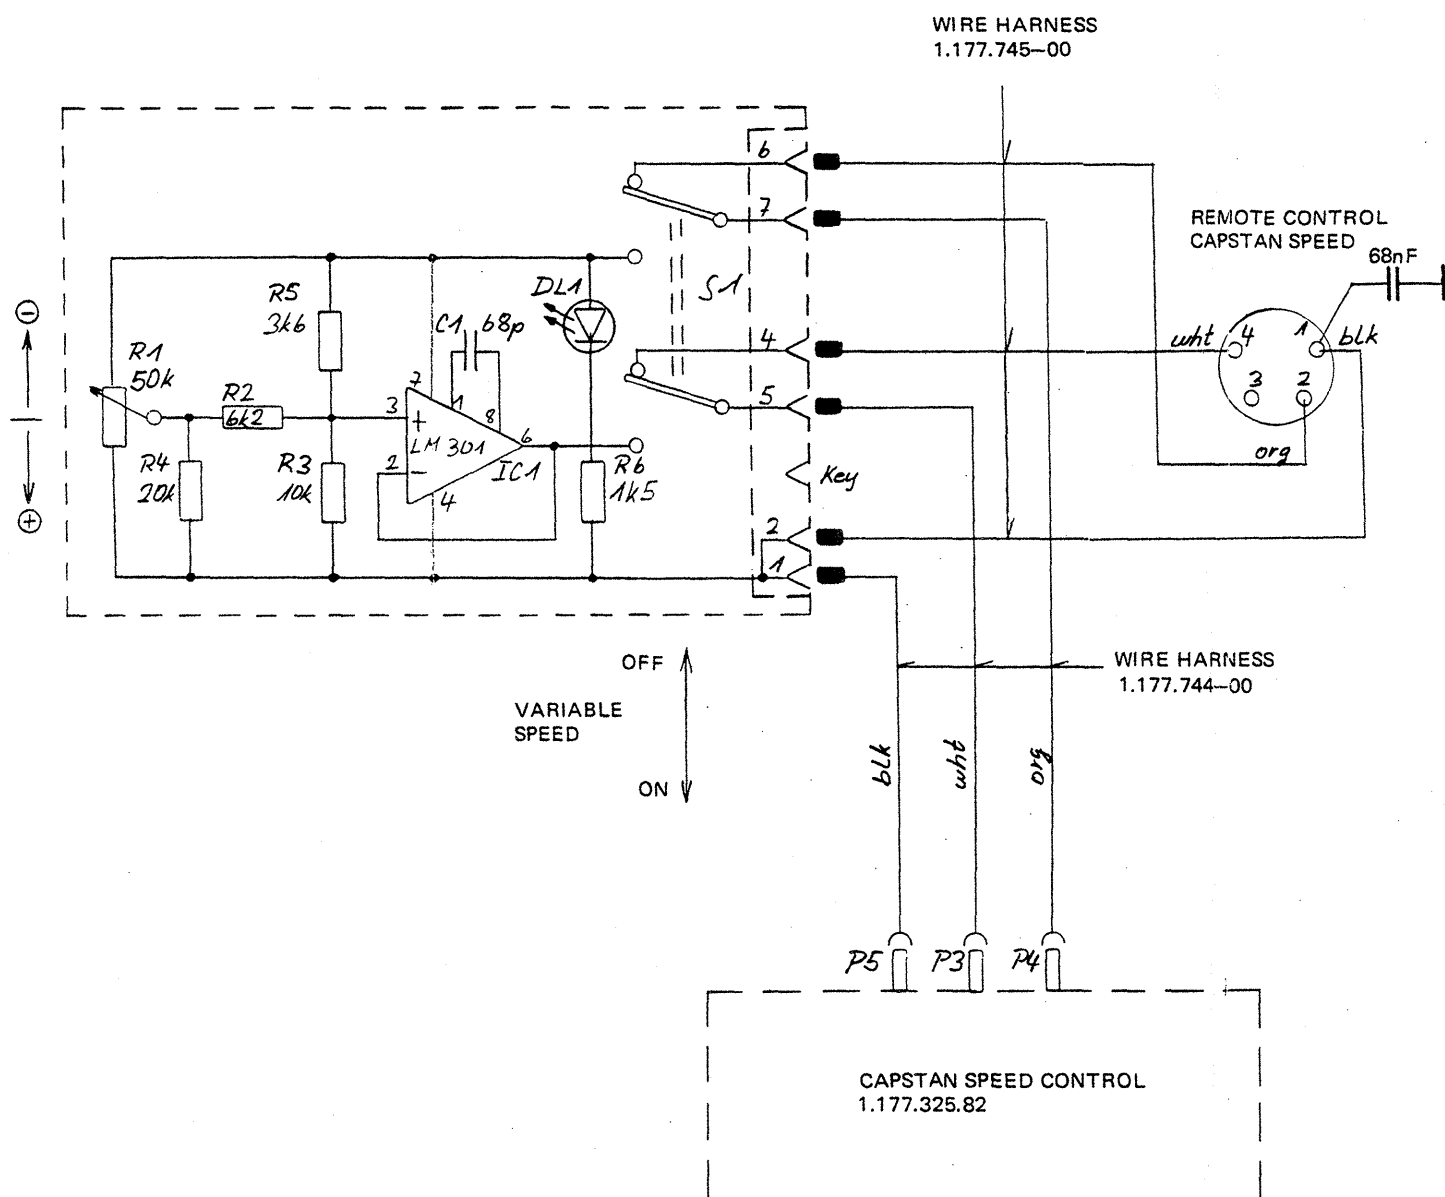 WIRE HARNESS
1.177.745-00
6
7
REMOTE CONTROL
CAPSTAN SPEED
68nF
S1
DL1
R5
3k6
C1
68p
4
wht
4
1
blk
3
2
org
−
R1
50k
R2
6k2
7
1
8
3
+
LM 301
6
2
−
IC1
4
5
R4
20k
R3
10k
R6
1k5
Key
+
2
1
OFF
VARIABLE
SPEED
ON
WIRE HARNESS
1.177.744-00
blk
wht
org
P5
P3
P4
CAPSTAN SPEED CONTROL
1.177.325.82